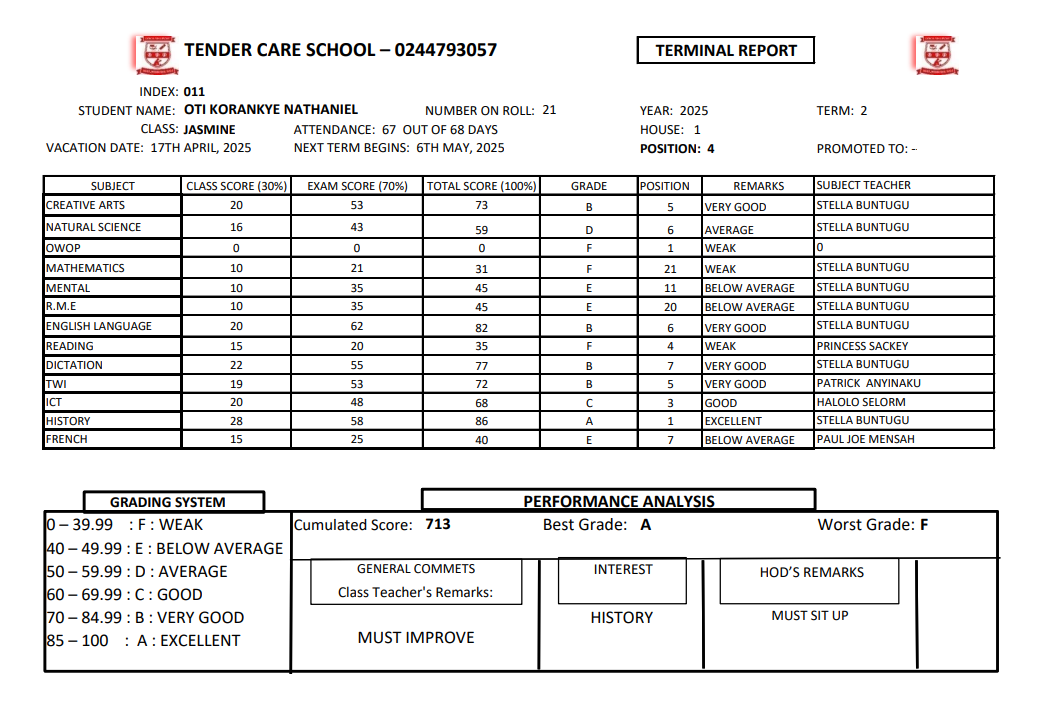 TENDER CARE SCHOOL – 0244793057
TERMINAL REPORT
INDEX: 011
STUDENT NAME: OTI KORANKYE NATHANIEL NUMBER ON ROLL: 21 YEAR: 2025 TERM: 2
CLASS: JASMINE ATTENDANCE: 67 OUT OF 68 DAYS HOUSE: 1
VACATION DATE: 17TH APRIL, 2025 NEXT TERM BEGINS: 6TH MAY, 2025 POSITION: 4 PROMOTED TO: --
SUBJECT CLASS SCORE (30%) EXAM SCORE (70%) TOTAL SCORE (100%) GRADE POSITION REMARKS SUBJECT TEACHER
CREATIVE ARTS 20 53 73 B 5 VERY GOOD STELLA BUNTUGU
NATURAL SCIENCE 16 43 59 D 6 AVERAGE STELLA BUNTUGU
OWOP 0 0 0 F 1 WEAK 0
MATHEMATICS 10 21 31 F 21 WEAK STELLA BUNTUGU
MENTAL 10 35 45 E 11 BELOW AVERAGE STELLA BUNTUGU
R.M.E 10 35 45 E 20 BELOW AVERAGE STELLA BUNTUGU
ENGLISH LANGUAGE 20 62 82 B 6 VERY GOOD STELLA BUNTUGU
READING 15 20 35 F 4 WEAK PRINCESS SACKEY
DICTATION 22 55 77 B 7 VERY GOOD STELLA BUNTUGU
TWI 19 53 72 B 5 VERY GOOD PATRICK ANYINAKU
ICT 20 48 68 C 3 GOOD HALOLO SELORM
HISTORY 28 58 86 A 1 EXCELLENT STELLA BUNTUGU
FRENCH 15 25 40 E 7 BELOW AVERAGE PAUL JOE MENSAH
GRADING SYSTEM
0 – 39.99 : F : WEAK
40 – 49.99 : E : BELOW AVERAGE
50 – 59.99 : D : AVERAGE
60 – 69.99 : C : GOOD
70 – 84.99 : B : VERY GOOD
85 – 100 : A : EXCELLENT
PERFORMANCE ANALYSIS
Cumulated Score: 713 Best Grade: A Worst Grade: F
GENERAL COMMETS
Class Teacher's Remarks:
MUST IMPROVE
INTEREST
HISTORY
HOD'S REMARKS
MUST SIT UP